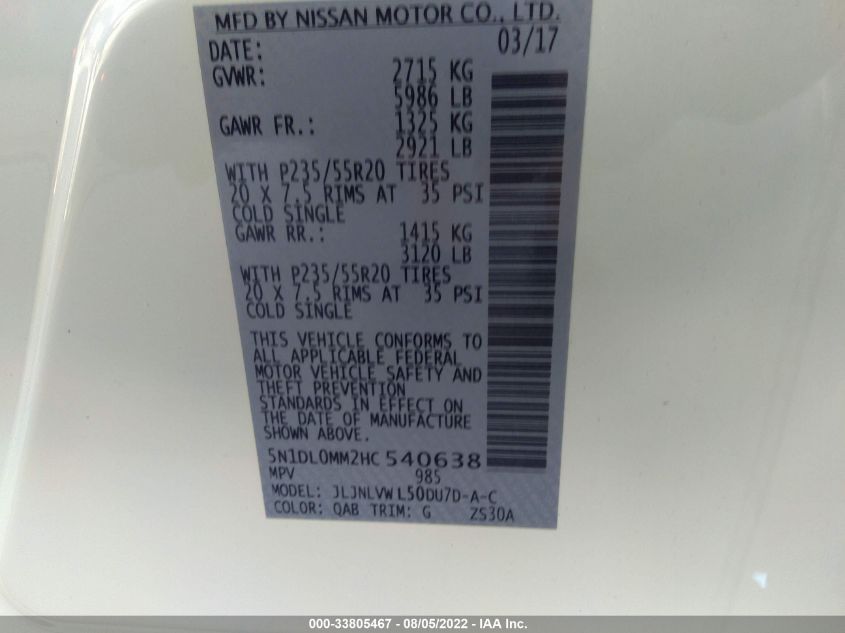 MFD BY NISSAN MOTOR CO., LTD.
DATE: 03/17
GVWR: 2715 KG
5986 LB
GAWR FR.: 1325 KG
2921 LB
WITH P235/55R20 TIRES
20 X 7.5 RIMS AT 35 PSI
COLD SINGLE
GAWR RR.: 1415 KG
3120 LB
WITH P235/55R20 TIRES
20 X 7.5 RIMS AT 35 PSI
COLD SINGLE
THIS VEHICLE CONFORMS TO
ALL APPLICABLE FEDERAL
MOTOR VEHICLE SAFETY AND
THEFT PREVENTION
STANDARDS IN EFFECT ON
THE DATE OF MANUFACTURE
SHOWN ABOVE.
5N1DL0MM2HC 540638
MPV 985
MODEL: JLJNLVW L50DU7D-A-C
COLOR: QAB TRIM: G ZS30A
000-33805467 - 08/05/2022 - IAA Inc.